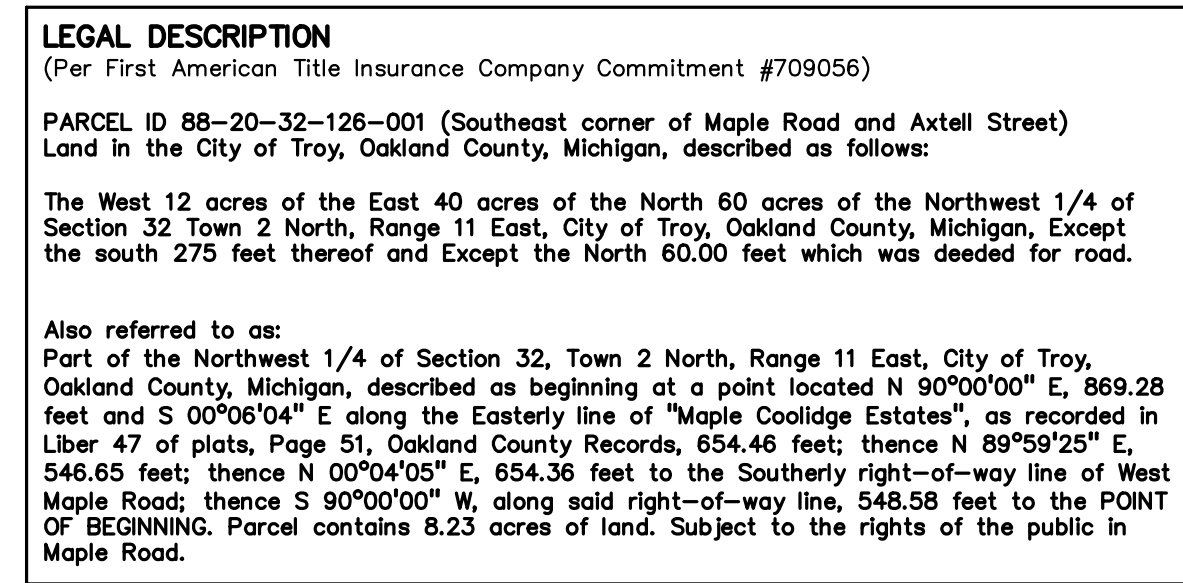 LEGAL DESCRIPTION
(Per First American Title Insurance Company Commitment #709056)
PARCEL ID 88-20-32-126-001 (Southeast corner of Maple Road and Axtell Street)
Land in the City of Troy, Oakland County, Michigan, described as follows:
The West 12 acres of the East 40 acres of the North 60 acres of the Northwest 1/4 of
Section 32 Town 2 North, Range 11 East, City of Troy, Oakland County, Michigan, Except
the south 275 feet thereof and Except the North 60.00 feet which was deeded for road.
Also referred to as:
Part of the Northwest 1/4 of Section 32, Town 2 North, Range 11 East, City of Troy,
Oakland County, Michigan, described as beginning at a point located N 90°00'00" E, 869.28
feet and S 00°06'04" E along the Easterly line of "Maple Coolidge Estates", as recorded in
Liber 47 of plats, Page 51, Oakland County Records, 654.46 feet; thence N 89°59'25" E,
546.65 feet; thence N 00°04'05" E, 654.36 feet to the Southerly right-of-way line of West
Maple Road; thence S 90°00'00" W, along said right-of-way line, 548.58 feet to the POINT
OF BEGINNING. Parcel contains 8.23 acres of land. Subject to the rights of the public in
Maple Road.